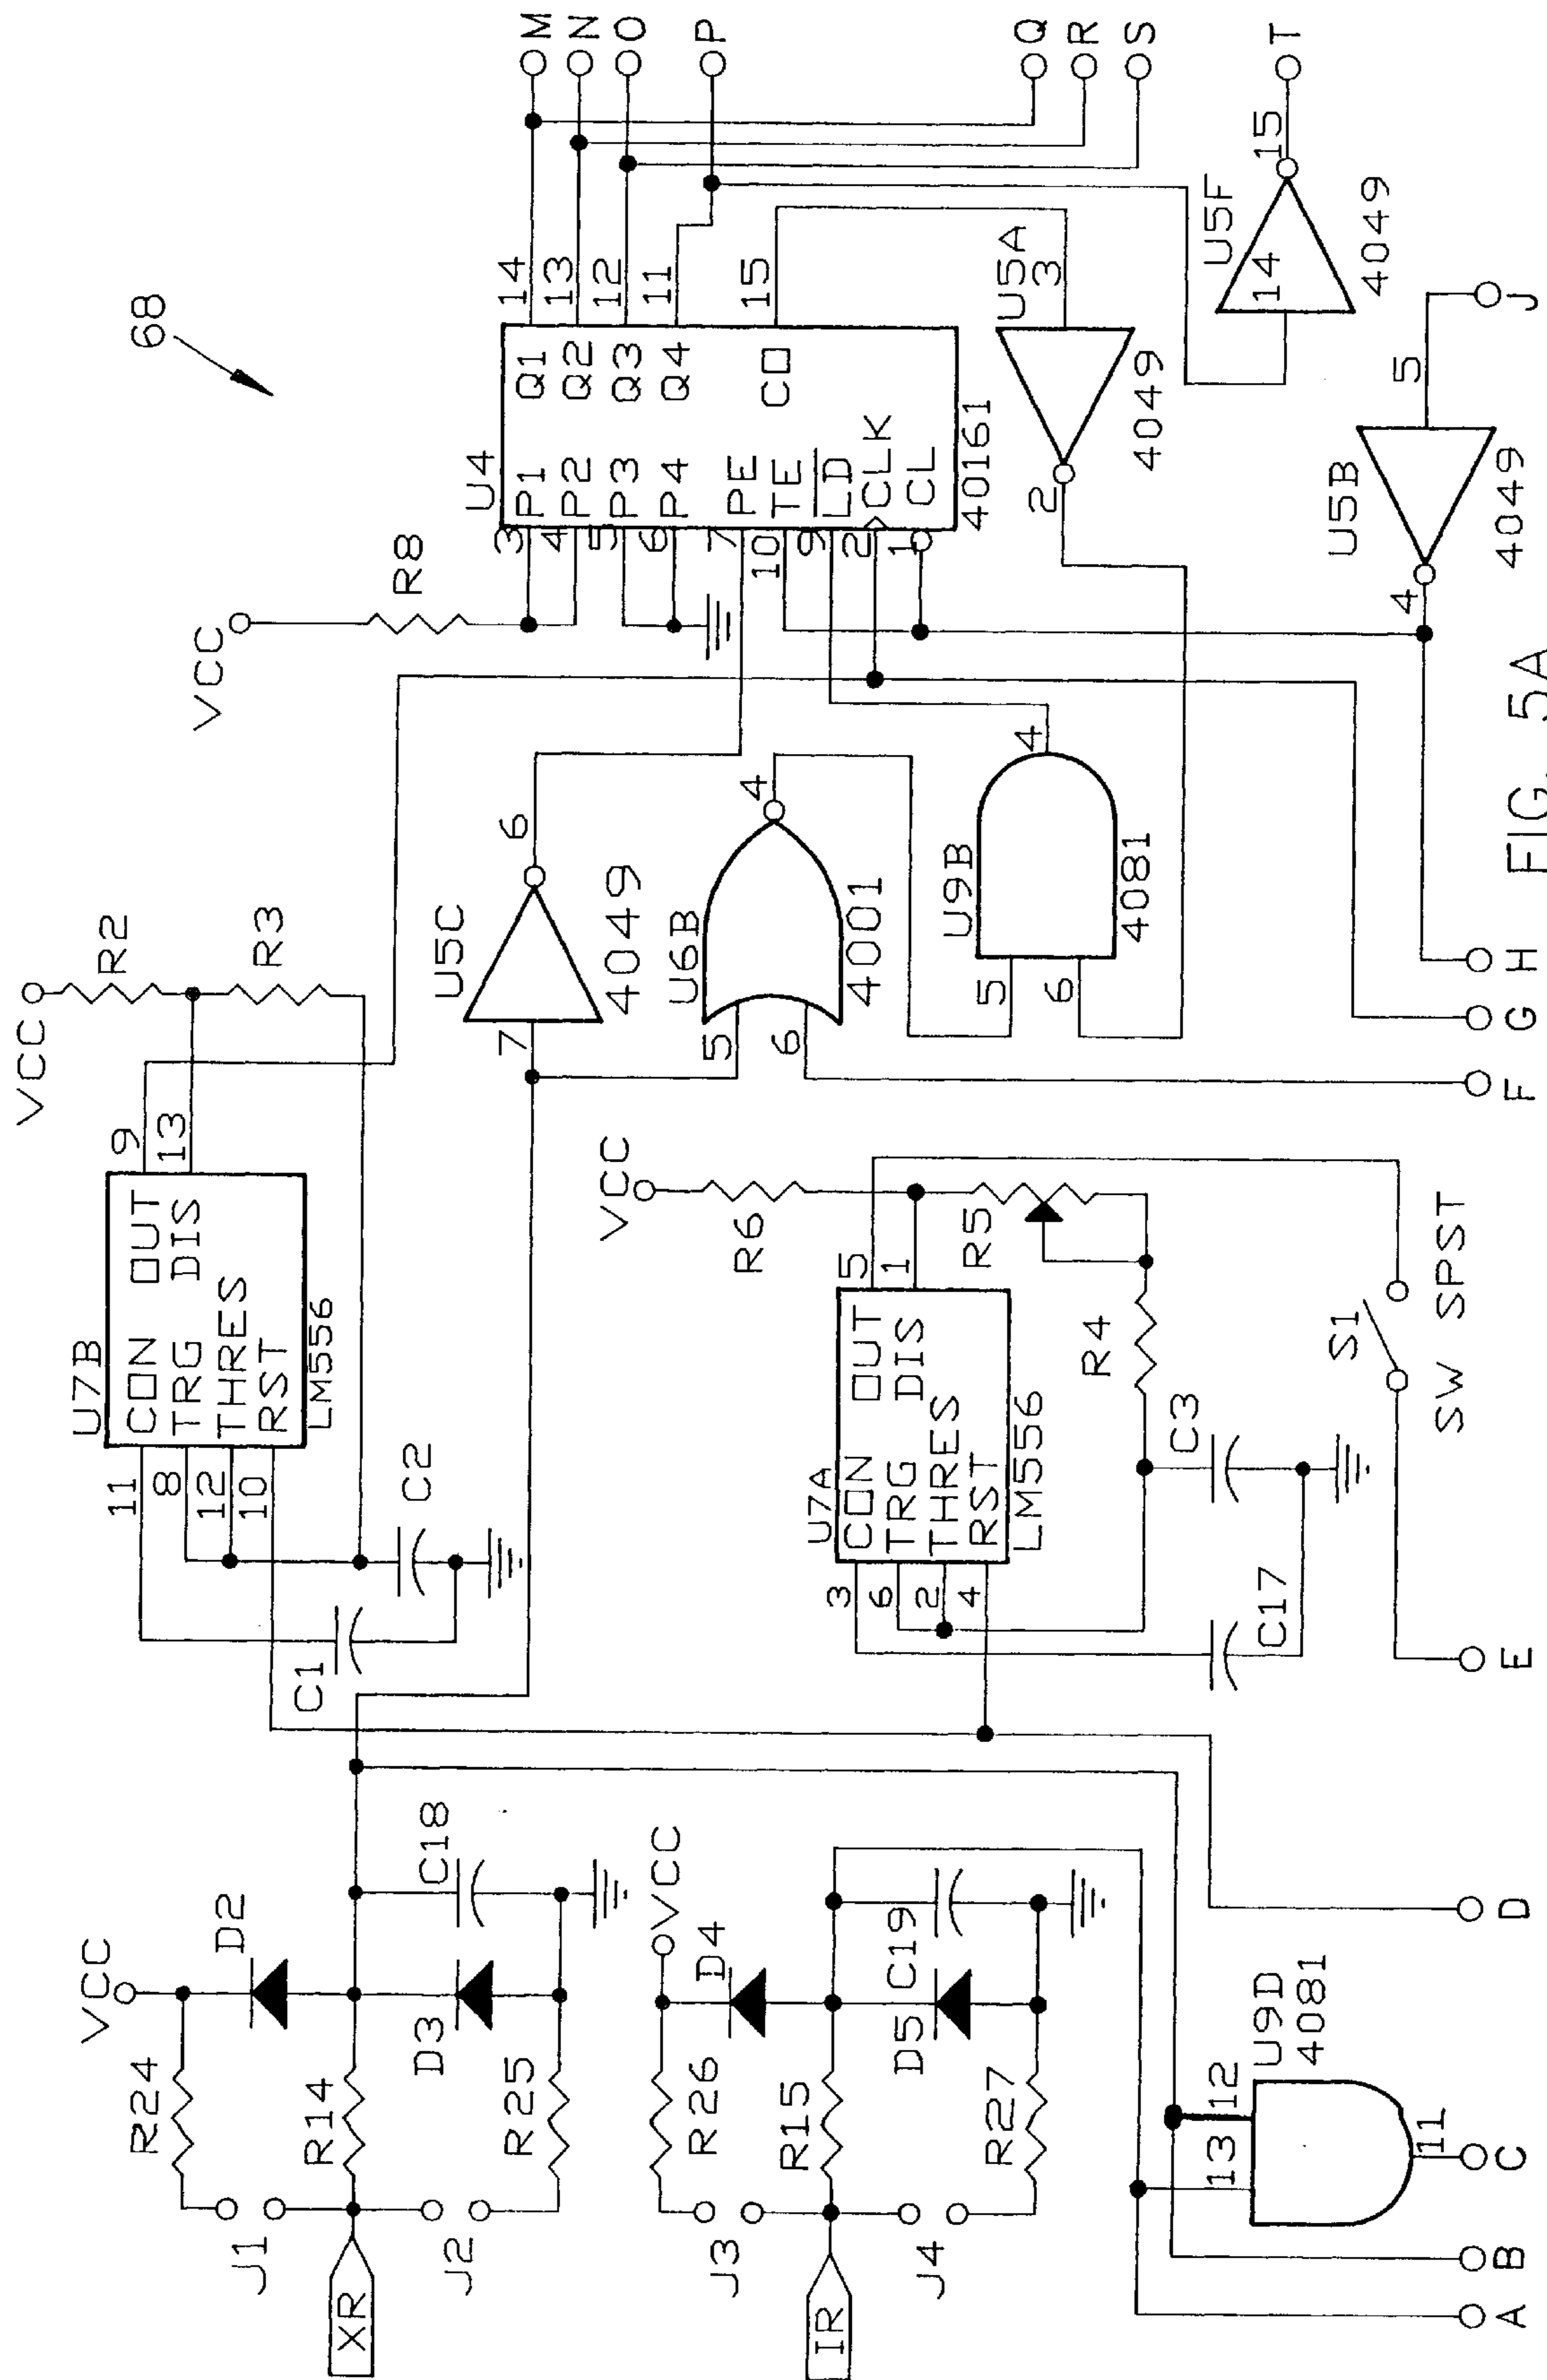 68
VCC
R2
R3
U7B
CON OUT
TRG DIS
THRES
RST
LM556
11
8
12
10
9
13
C1
C2
VCC
R8
U4
P1 Q1
P2 Q2
P3 Q3
P4 Q4
PE CO
TE
LD
CLK
CL
40161
3
4
5
6
7
10
9
2
1
14
13
12
11
15
M
N
O
P
Q
R
S
T
VCC
R24
D2
J1
XR
R14
J2
D3
R25
C18
U5C
7
6
4049
U6B
5
6
4
4001
U9B
5
6
4
4081
U5A
3
2
4049
U5F
14
15
4049
U5B
5
4
4049
J
VCC
R26
D4
J3
IR
R15
J4
D5
R27
C19
VCC
R6
R5
U7A
CON OUT
TRG DIS
THRES
RST
LM556
3
6
2
4
5
1
R4
C3
C17
S1
SW SPST
U9D
4081
13
12
11
A
B
C
D
E
F
G
H
FIG. 5A